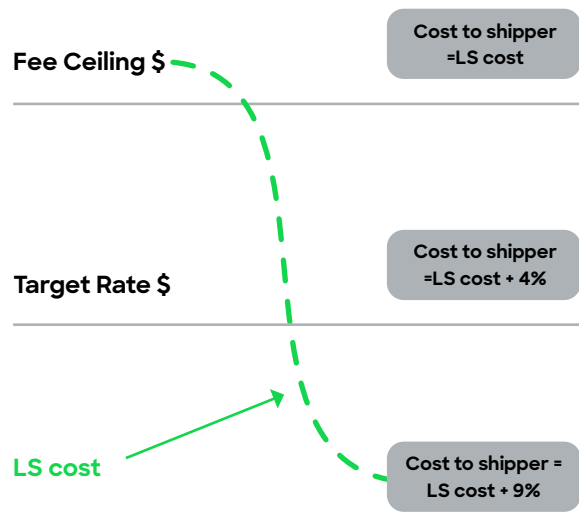 Cost to shipper
=LS cost
Fee Ceiling $
Cost to shipper
=LS cost + 4%
Target Rate $
LS cost
Cost to shipper =
LS cost + 9%